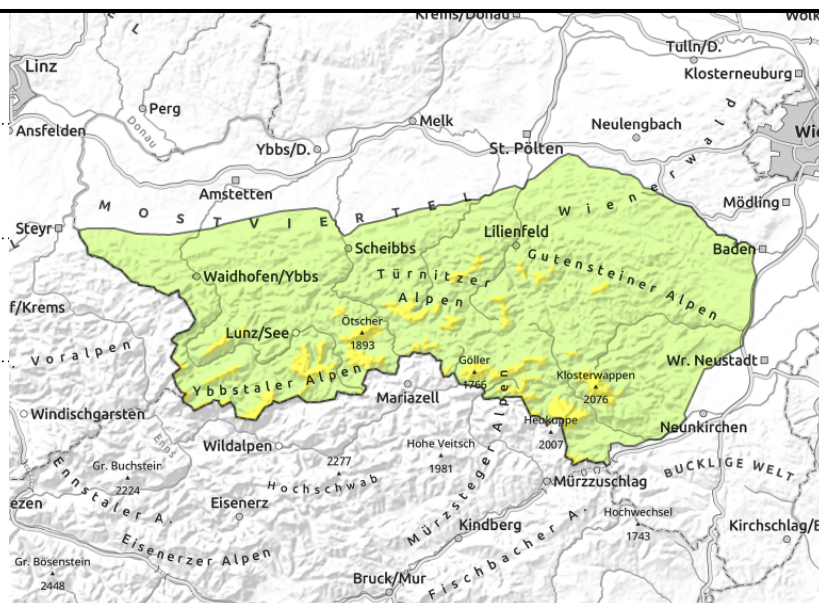 Krems/Donau
Wolk
Tulln/D.
Linz
Klosterneuburg
Perg
Donau
Ansfelden
Melk
Neulengbach
Wie
Ybbs/D.
St. Pölten
Amstetten
Wienerwald
Mödling
MOSTVIERTEL
Steyr
Lilienfeld
Baden
Scheibbs
Gutensteiner Alpen
Waidhofen/Ybbs
Türnitzer
Alpen
f/Krems
Ötscher
1893
Lunz/See
Voralpen
Göller
1766
Wr. Neustadt
Klosterwappen
2076
Ybbstaler Alpen
Mariazell
Windischgarsten
Heukuppe
2007
Neunkirchen
Enns
Wildalpen
Hohe Veitsch
1981
2277
Gr. Buchstein
2224
BUCKLIGE WELT
Hochschwab
Mürzsteger Alpen
Mürzzuschlag
Ennstaler A.
ezen
Eisenerz
Hochwechsel
1743
Kindberg
Kirchschlag/B
Eisenerzer Alpen
Fischbacher A.
Gr. Bösenstein
2448
Bruck/Mur